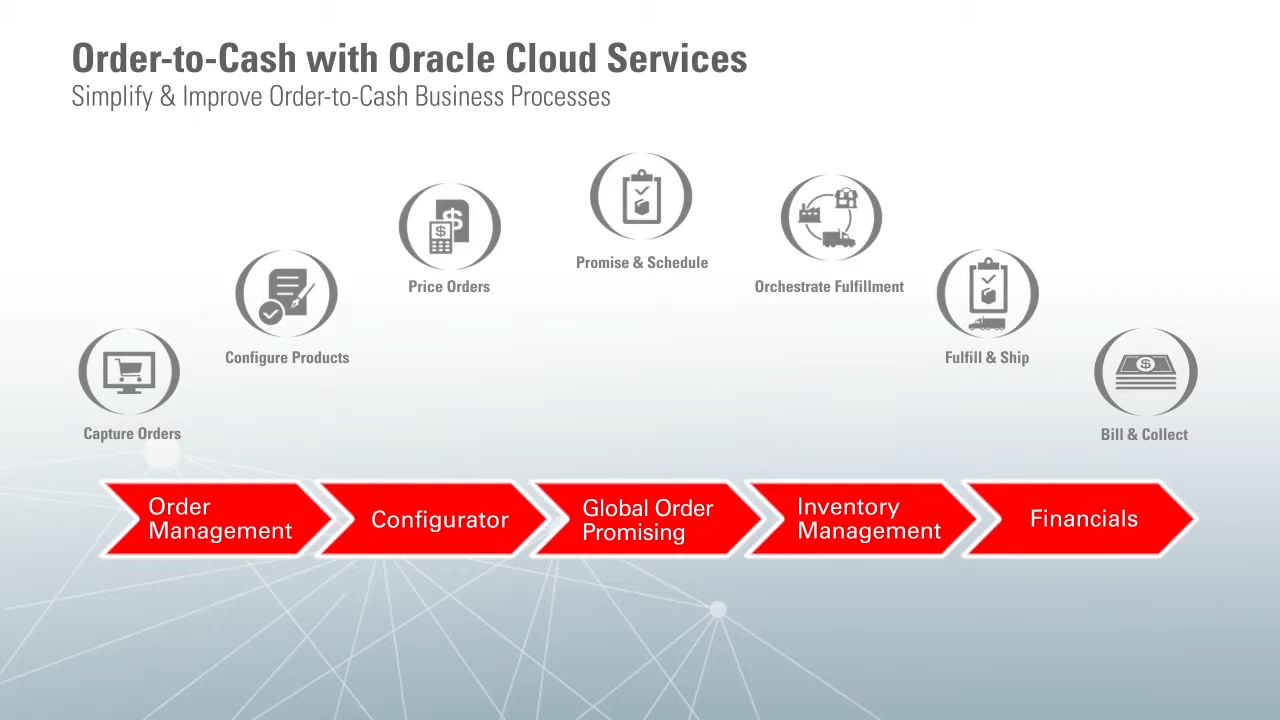 Order-to-Cash with Oracle Cloud Services
Simplify & Improve Order-to-Cash Business Processes
Capture Orders
Configure Products
Price Orders
Promise & Schedule
Orchestrate Fulfillment
Fulfill & Ship
Bill & Collect
Order
Management
Configurator
Global Order
Promising
Inventory
Management
Financials